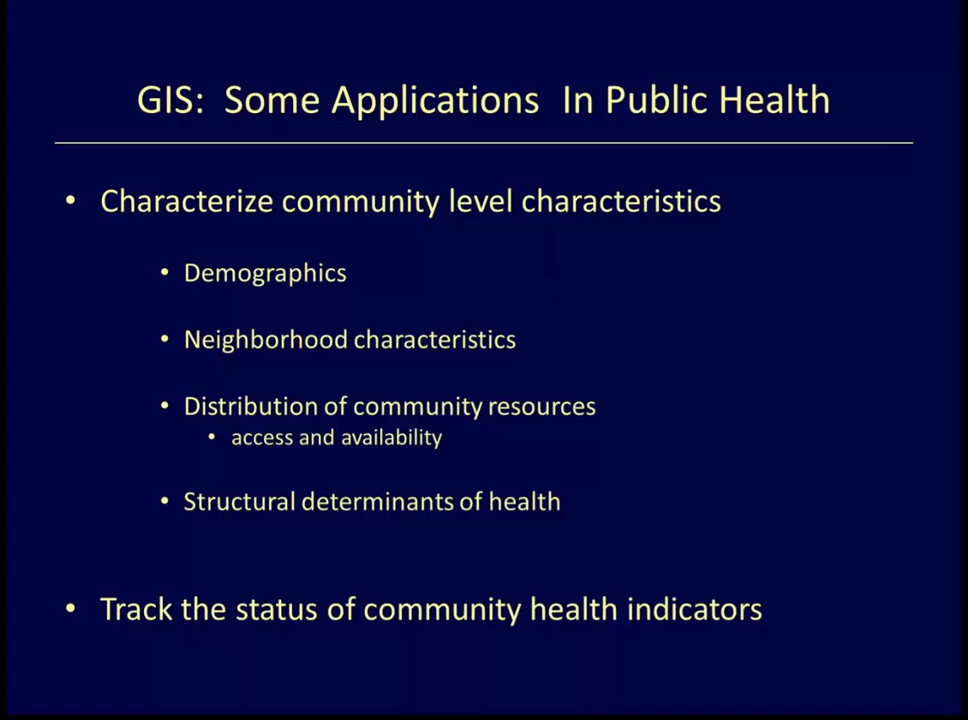 GIS:  Some Applications  In Public Health
• Characterize community level characteristics
• Demographics
• Neighborhood characteristics
• Distribution of community resources
• access and availability
• Structural determinants of health
• Track the status of community health indicators